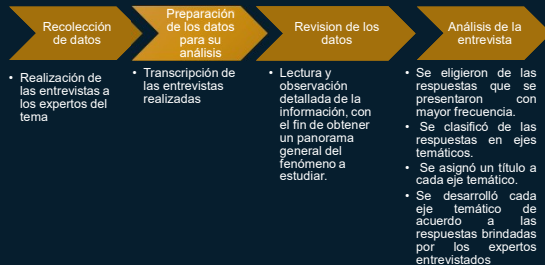 Recolección
de datos
• Realización de
las entrevistas a
los expertos del
tema
Preparación
de los datos
para su
análisis
• Transcripción de
las entrevistas
realizadas
Revision de los
datos
• Lectura y
observación
detallada de la
información, con
el fin de obtener
un panorama
general del
fenómeno a
estudiar.
Análisis de la
entrevista
• Se eligieron de las
respuestas que se
presentaron con
mayor frecuencia.
• Se clasificó de las
respuestas en ejes
temáticos.
• Se asignó un título a
cada eje temático.
• Se desarrolló cada
eje temático de
acuerdo a las
respuestas brindadas
por los expertos
entrevistados